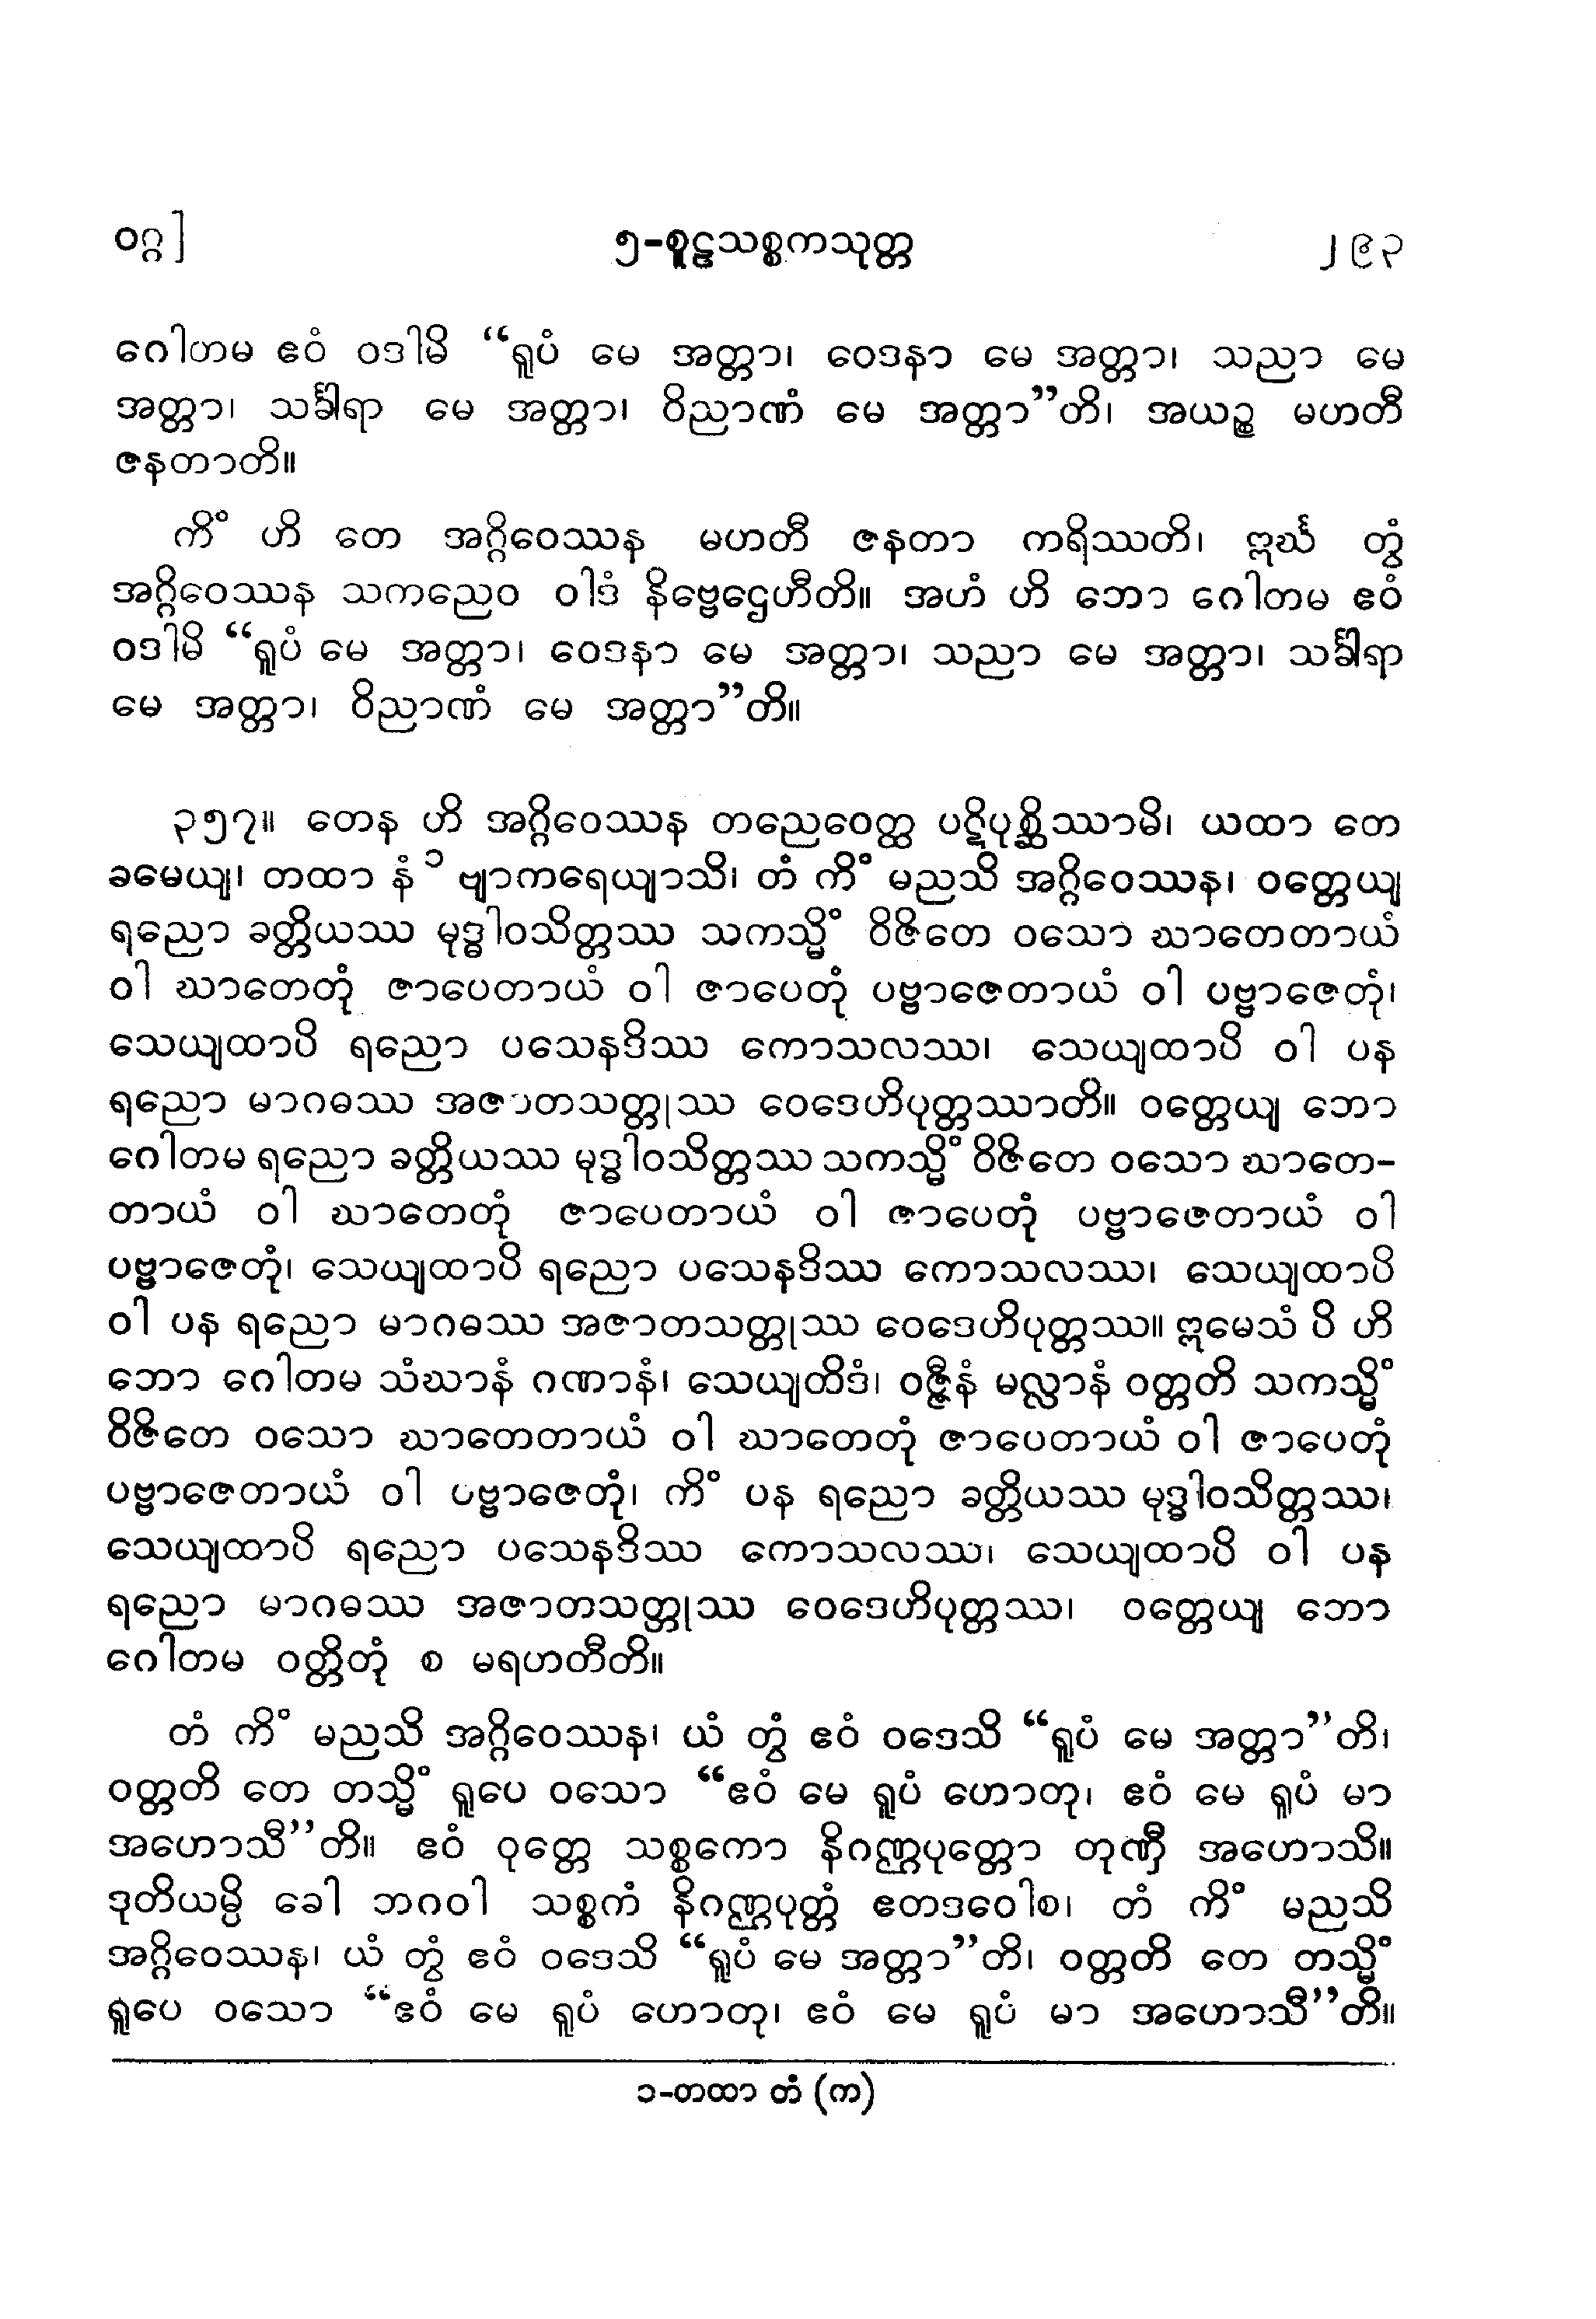 ဝဂ္ဂ]
၅-စူဠသစ္စကသုတ္တ
၂၉၃
ဂေါတမ ဧဝံ ဝဒါမိ “ရူပံ မေ အတ္တာ၊ ဝေဒနာ မေ အတ္တာ၊ သညာ မေ
အတ္တာ၊ သင်္ခါရာ မေ အတ္တာ၊ ဝိညာဏံ မေ အတ္တာ”တိ၊ အယဉ္စ မဟတီ
ဇနတာတိ။
ကိံ ဟိ တေ အဂ္ဂိဝေဿန မဟတီ ဇနတာ ကရိဿတိ၊ ဣင်္ဃ တွံ
အဂ္ဂိဝေဿန သကညေဝ ဝါဒံ နိဗ္ဗေဌေဟီတိ။ အဟံ ဟိ ဘော ဂေါတမ ဧဝံ
ဝဒါမိ “ရူပံ မေ အတ္တာ၊ ဝေဒနာ မေ အတ္တာ၊ သညာ မေ အတ္တာ၊ သင်္ခါရာ
မေ အတ္တာ၊ ဝိညာဏံ မေ အတ္တာ”တိ။
၃၅၇။ တေန ဟိ အဂ္ဂိဝေဿန တညေဝေတ္ထ ပဋိပုစ္ဆိဿာမိ၊ ယထာ တေ
ခမေယျ၊ တထာ နံ ၁ ဗျာကရေယျာသိ၊ တံ ကိံ မညသိ အဂ္ဂိဝေဿန၊ ဝတ္တေယျ
ရညော ခတ္တိယဿ မုဒ္ဓါဝသိတ္တဿ သကသ္မိံ ဝိဇိတေ ဝသော ဃာတေတာယံ
ဝါ ဃာတေတုံ ဇာပေတာယံ ဝါ ဇာပေတုံ ပဗ္ဗာဇေတာယံ ဝါ ပဗ္ဗာဇေတုံ၊
သေယျထာပိ ရညော ပသေနဒိဿ ကောသလဿ၊ သေယျထာပိ ဝါ ပန
ရညော မာဂဓဿ အဇာတသတ္တုဿ ဝေဒေဟိပုတ္တဿာတိ။ ဝတ္တေယျ ဘော
ဂေါတမ ရညော ခတ္တိယဿ မုဒ္ဓါဝသိတ္တဿ သကသ္မိံ ဝိဇိတေ ဝသော ဃာတေ-
တာယံ ဝါ ဃာတေတုံ ဇာပေတာယံ ဝါ ဇာပေတုံ ပဗ္ဗာဇေတာယံ ဝါ
ပဗ္ဗာဇေတုံ၊ သေယျထာပိ ရညော ပသေနဒိဿ ကောသလဿ၊ သေယျထာပိ
ဝါ ပန ရညော မာဂဓဿ အဇာတသတ္တုဿ ဝေဒေဟိပုတ္တဿ။ ဣမေသံ ပိ ဟိ
ဘော ဂေါတမ သံဃာနံ ဂဏာနံ၊ သေယျထိဒံ၊ ဝဇ္ဇီနံ မလ္လာနံ ဝတ္တတိ သကသ္မိံ
ဝိဇိတေ ဝသော ဃာတေတာယံ ဝါ ဃာတေတုံ ဇာပေတာယံ ဝါ ဇာပေတုံ
ပဗ္ဗာဇေတာယံ ဝါ ပဗ္ဗာဇေတုံ၊ ကိံ ပန ရညော ခတ္တိယဿ မုဒ္ဓါဝသိတ္တဿ၊
သေယျထာပိ ရညော ပသေနဒိဿ ကောသလဿ၊ သေယျထာပိ ဝါ ပန
ရညော မာဂဓဿ အဇာတသတ္တုဿ ဝေဒေဟိပုတ္တဿ၊ ဝတ္တေယျ ဘော
ဂေါတမ ဝတ္တိတုံ စ မရဟတီတိ။
တံ ကိံ မညသိ အဂ္ဂိဝေဿန၊ ယံ တွံ ဧဝံ ဝဒေသိ “ရူပံ မေ အတ္တာ”တိ၊
ဝတ္တတိ တေ တသ္မိံ ရူပေ ဝသော “ဧဝံ မေ ရူပံ ဟောတု၊ ဧဝံ မေ ရူပံ မာ
အဟောသီ”တိ။ ဧဝံ ဝုတ္တေ သစ္စကော နိဂဏ္ဌပုတ္တော တုဏှီ အဟောသိ။
ဒုတိယမ္ပိ ခေါ ဘဂဝါ သစ္စကံ နိဂဏ္ဌပုတ္တံ ဧတဒဝေါစ၊ တံ ကိံ မညသိ
အဂ္ဂိဝေဿန၊ ယံ တွံ ဧဝံ ဝဒေသိ “ရူပံ မေ အတ္တာ”တိ၊ ဝတ္တတိ တေ တသ္မိံ
ရူပေ ဝသော “ဧဝံ မေ ရူပံ ဟောတု၊ ဧဝံ မေ ရူပံ မာ အဟောသီ”တိ။
၁-တထာ တံ (က)